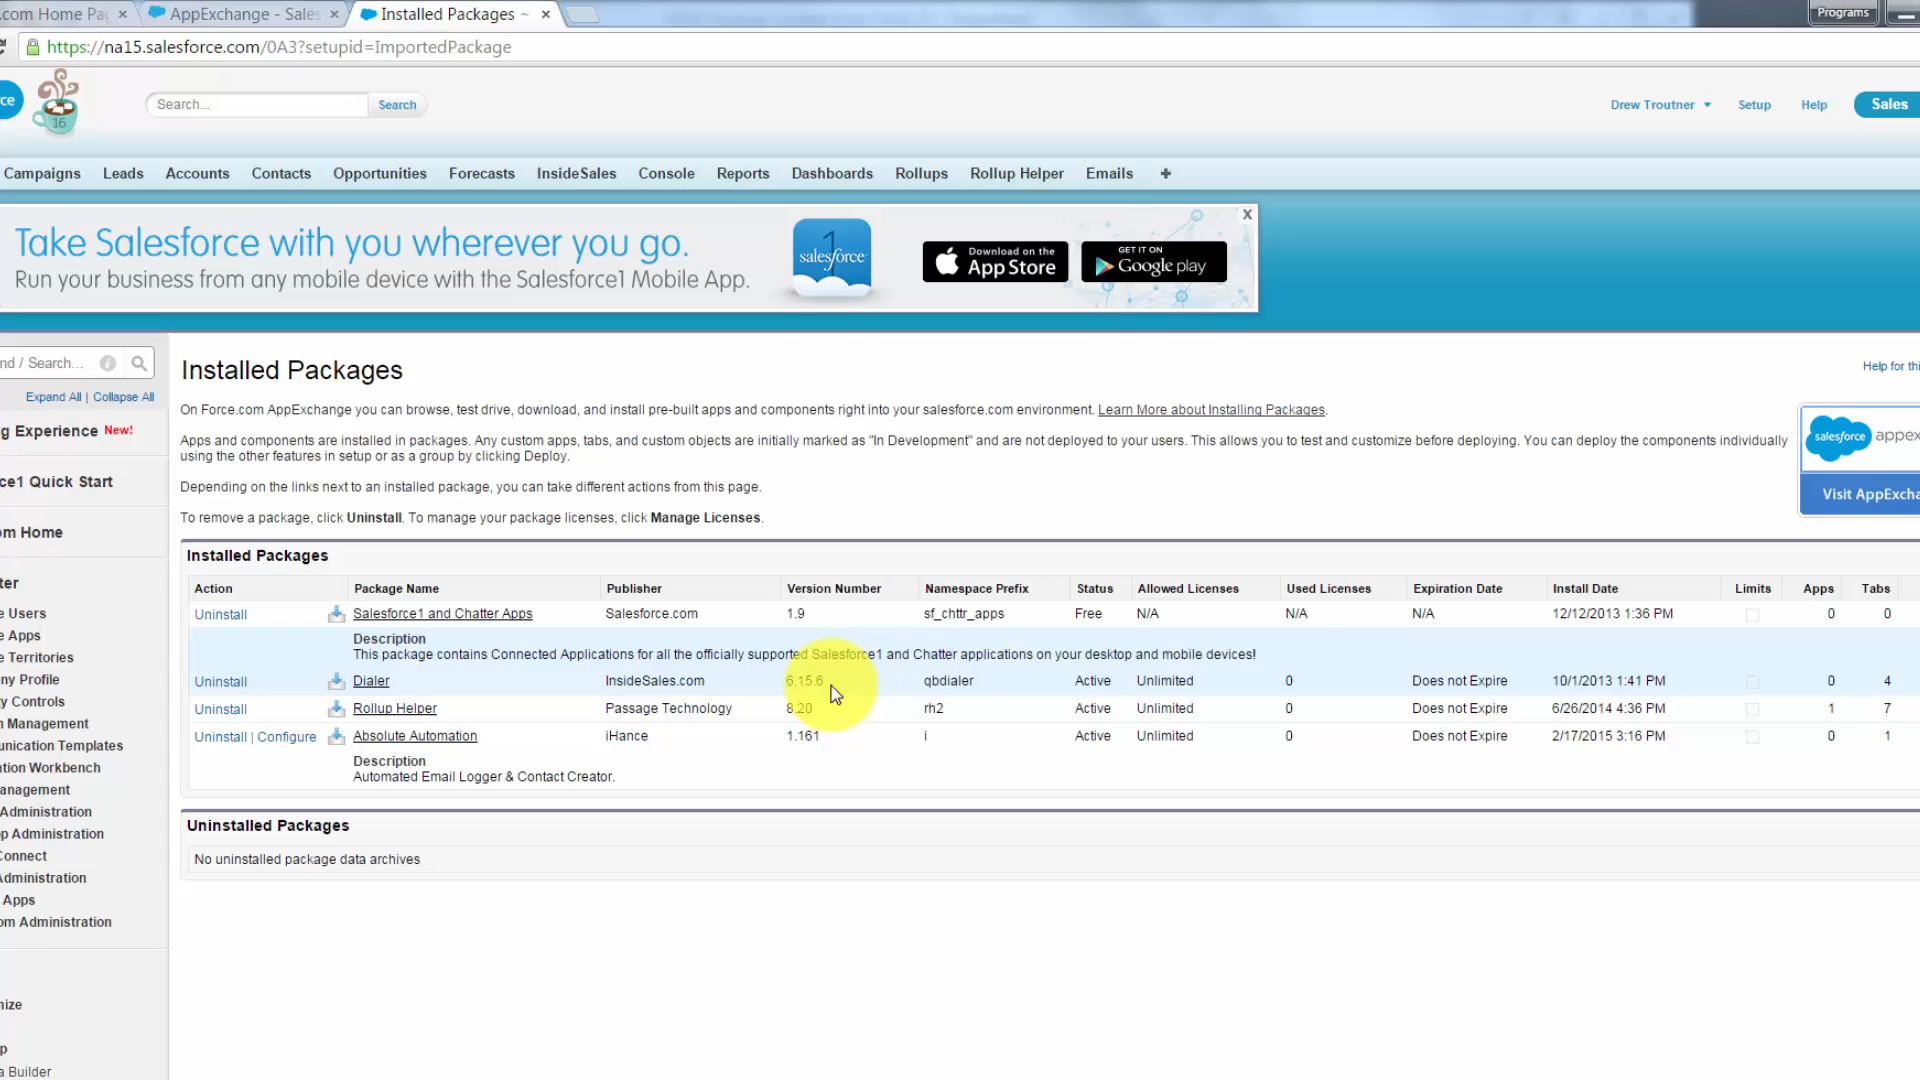 .com Home Pa
AppExchange - Sales
Installed Packages ~
Programs
https://na15.salesforce.com/0A3?setupid=ImportedPackage
ce
16
Search...
Search
Drew Troutner
Setup
Help
Sales
Campaigns
Leads
Accounts
Contacts
Opportunities
Forecasts
InsideSales
Console
Reports
Dashboards
Rollups
Rollup Helper
Emails
+
Take Salesforce with you wherever you go.
Run your business from any mobile device with the Salesforce1 Mobile App.
1
salesforce
Download on the
App Store
GET IT ON
Google play
X
nd / Search...
Expand All | Collapse All
g Experience New!
ce1 Quick Start
om Home
ter
e Users
e Apps
e Territories
ny Profile
ty Controls
n Management
unication Templates
ation Workbench
anagement
Administration
op Administration
Connect
Administration
Apps
om Administration
nize
p
a Builder
Installed Packages
Help for thi
On Force.com AppExchange you can browse, test drive, download, and install pre-built apps and components right into your salesforce.com environment. Learn More about Installing Packages.
Apps and components are installed in packages. Any custom apps, tabs, and custom objects are initially marked as "In Development" and are not deployed to your users. This allows you to test and customize before deploying. You can deploy the components individually
using the other features in setup or as a group by clicking Deploy.
Depending on the links next to an installed package, you can take different actions from this page.
To remove a package, click Uninstall. To manage your package licenses, click Manage Licenses.
salesforce appex
Visit AppExcha
Installed Packages
Action Package Name Publisher Version Number Namespace Prefix Status Allowed Licenses Used Licenses Expiration Date Install Date Limits Apps Tabs
Uninstall Salesforce1 and Chatter Apps Salesforce.com 1.9 sf_chttr_apps Free N/A N/A N/A 12/12/2013 1:36 PM 0 0
Description
This package contains Connected Applications for all the officially supported Salesforce1 and Chatter applications on your desktop and mobile devices!
Uninstall Dialer InsideSales.com 6.15.6 qbdialer Active Unlimited 0 Does not Expire 10/1/2013 1:41 PM 0 4
Uninstall Rollup Helper Passage Technology 8.20 rh2 Active Unlimited 0 Does not Expire 6/26/2014 4:36 PM 1 7
Uninstall | Configure Absolute Automation iHance 1.161 i Active Unlimited 0 Does not Expire 2/17/2015 3:16 PM 0 1
Description
Automated Email Logger & Contact Creator.
Uninstalled Packages
No uninstalled package data archives